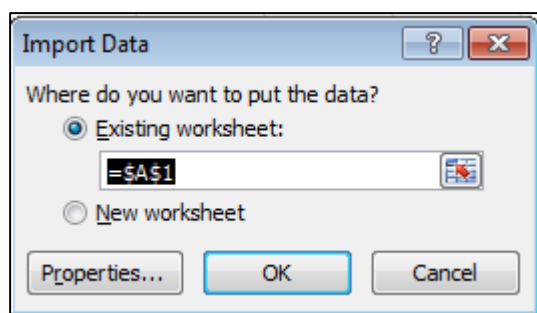 Import Data
Where do you want to put the data?
Existing worksheet:
=$A$1
New worksheet
Properties... OK Cancel